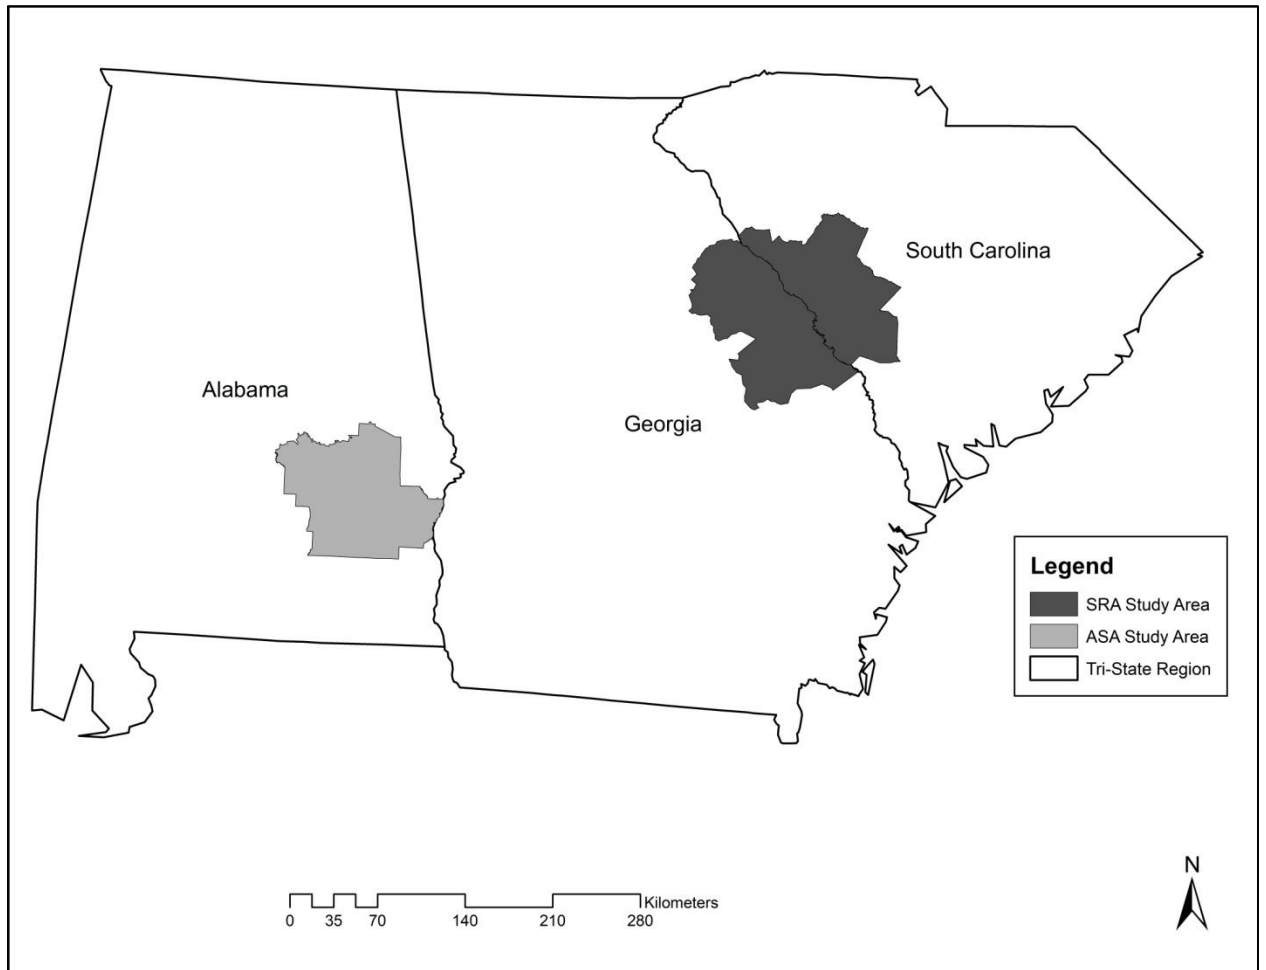 South Carolina
Alabama
Georgia
Legend
SRA Study Area
ASA Study Area
Tri-State Region
N
Kilometers
0 35 70 140 210 280